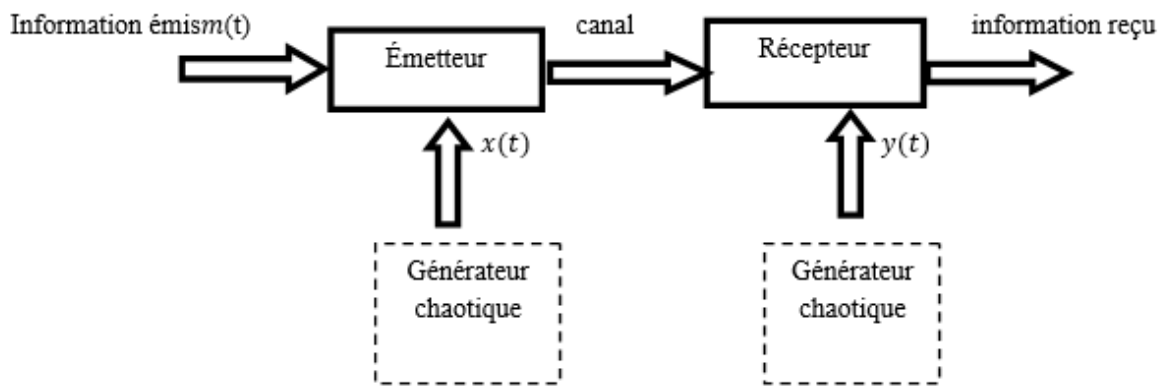 Information émism(t)
Émetteur
canal
Récepteur
information reçu
x(t)
y(t)
Générateur
chaotique
Générateur
chaotique